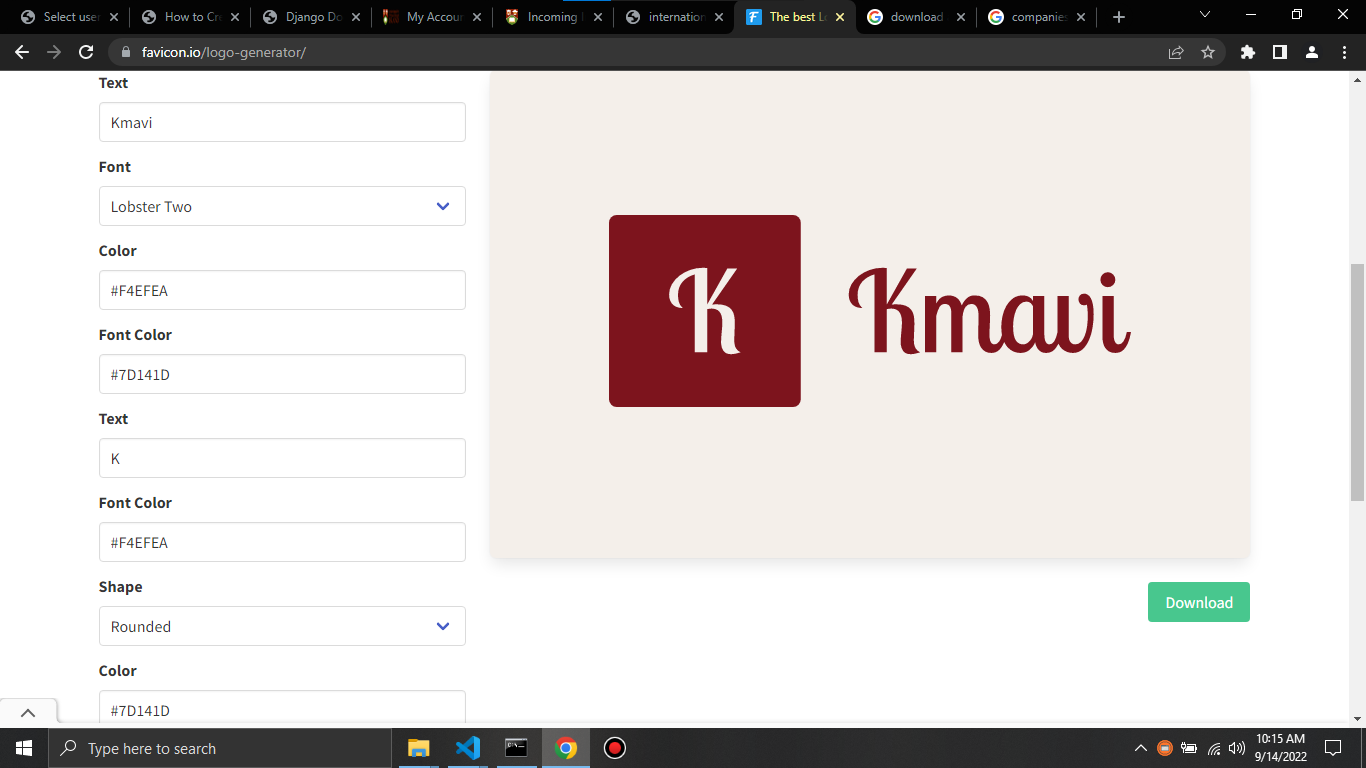 Select user
How to Cr
Django Do
My Accou
Incoming
internation
The best L
download
companies
favicon.io/logo-generator/
Text
Kmavi
Font
Lobster Two
Color
#F4EFEA
Font Color
#7D141D
Text
K
Font Color
#F4EFEA
Shape
Rounded
Color
#7D141D
K
Kmavi
Download
Type here to search
10:15 AM
9/14/2022